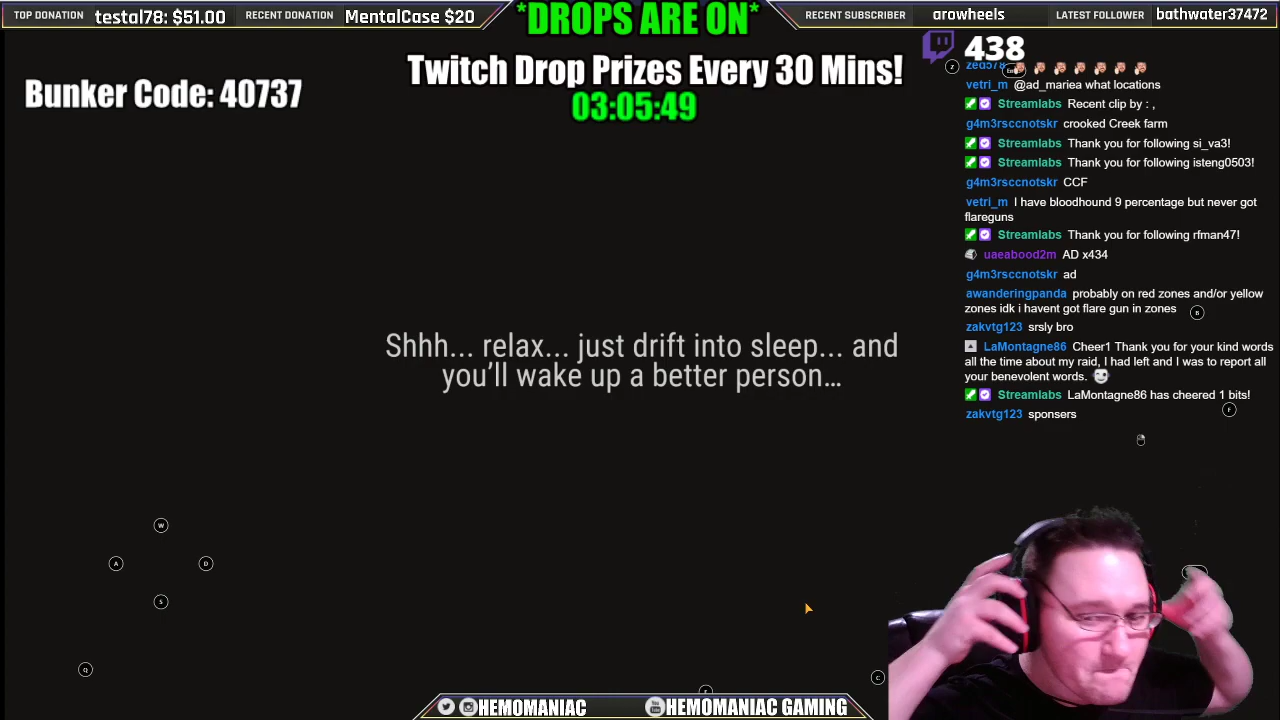 TOP DONATION testal78: $51.00 RECENT DONATION MentalCase $20
*DROPS ARE ON*
RECENT SUBSCRIBER arowheels LATEST FOLLOWER bathwater37472
Twitch Drop Prizes Every 30 Mins!
03:05:49
Bunker Code: 40737
438
zed578
vetri_m @ad_mariea what locations
Streamlabs Recent clip by : ,
g4m3rsccnotskr crooked Creek farm
Streamlabs Thank you for following si_va3!
Streamlabs Thank you for following isteng0503!
g4m3rsccnotskr CCF
vetri_m I have bloodhound 9 percentage but never got
flareguns
Streamlabs Thank you for following rfman47!
uaeabood2m AD x434
g4m3rsccnotskr ad
awanderingpanda probably on red zones and/or yellow
zones idk i havent got flare gun in zones
zakvtg123 srsly bro
LaMontagne86 Cheer1 Thank you for your kind words
all the time about my raid, I had left and I was to report all
your benevolent words.
Streamlabs LaMontagne86 has cheered 1 bits!
zakvtg123 sponsers
Shhh... relax... just drift into sleep... and
you'll wake up a better person...
Z
B
F
W
A
D
S
Q
C
HEMOMANIAC
HEMOMANIAC GAMING